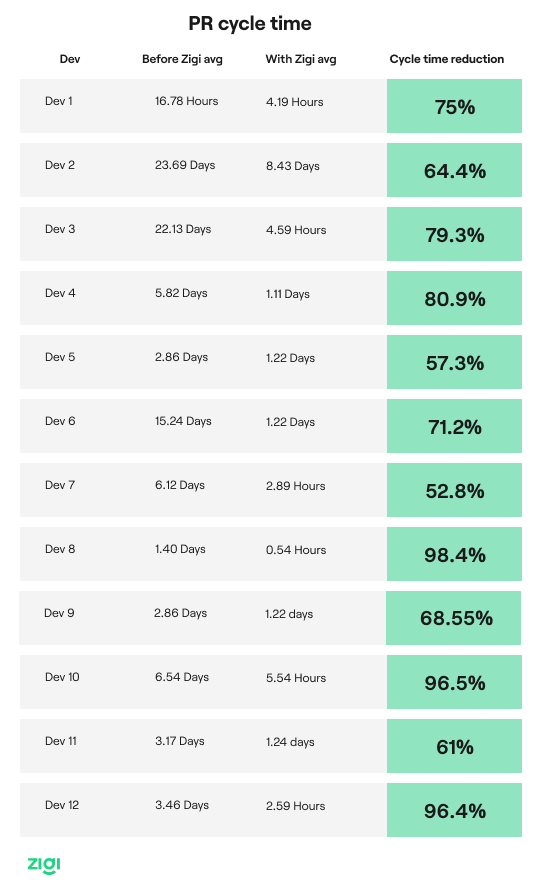 PR cycle time
Dev Before Zigi avg With Zigi avg Cycle time reduction
Dev 1 16.78 Hours 4.19 Hours 75%
Dev 2 23.69 Days 8.43 Days 64.4%
Dev 3 22.13 Days 4.59 Hours 79.3%
Dev 4 5.82 Days 1.11 Days 80.9%
Dev 5 2.86 Days 1.22 Days 57.3%
Dev 6 15.24 Days 1.22 Days 71.2%
Dev 7 6.12 Days 2.89 Hours 52.8%
Dev 8 1.40 Days 0.54 Hours 98.4%
Dev 9 2.86 Days 1.22 days 68.55%
Dev 10 6.54 Days 5.54 Hours 96.5%
Dev 11 3.17 Days 1.24 days 61%
Dev 12 3.46 Days 2.59 Hours 96.4%
zigi